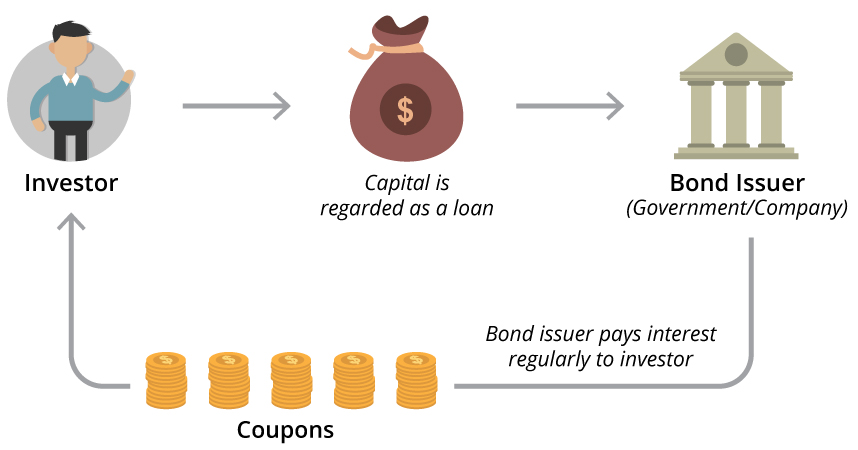 $
Investor
Capital is
regarded as a loan
Bond Issuer
(Government/Company)
Bond issuer pays interest
regularly to investor
$ $ $ $ $
Coupons